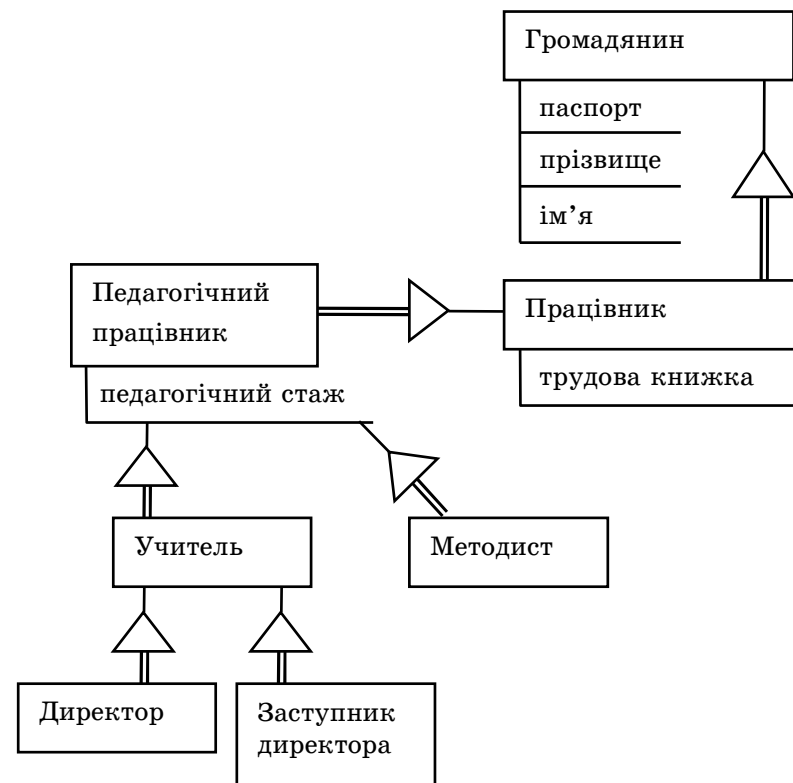 Громадянин
паспорт
прізвище
ім’я
Педагогічний
працівник
педагогічний стаж
Працівник
трудова книжка
Учитель
Методист
Директор
Заступник
директора